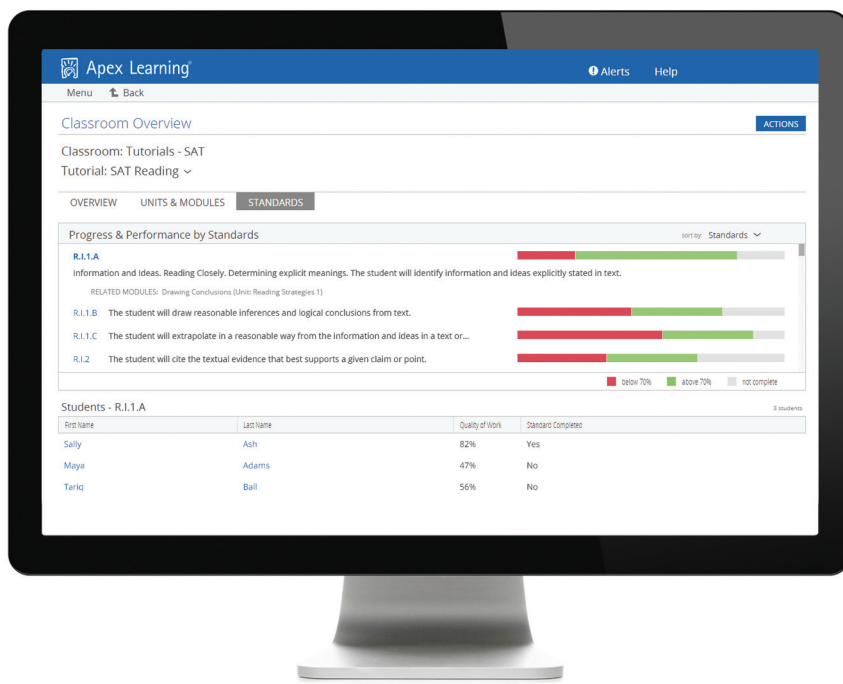 Apex Learning®
Alerts Help
Menu Back
Classroom Overview
ACTIONS
Classroom: Tutorials - SAT
Tutorial: SAT Reading
OVERVIEW UNITS & MODULES STANDARDS
Progress & Performance by Standards sort by: Standards
R.I.1.A
Information and Ideas. Reading Closely. Determining explicit meanings. The student will identify information and ideas explicitly stated in text.
RELATED MODULES: Drawing Conclusions (Unit: Reading Strategies 1)
R.I.1.B The student will draw reasonable inferences and logical conclusions from text.
R.I.1.C The student will extrapolate in a reasonable way from the information and ideas in a text or...
R.I.2 The student will cite the textual evidence that best supports a given claim or point.
below 70% above 70% not complete
Students - R.I.1.A 3 students
First Name Last Name Quality of Work Standard Completed
Sally Ash 82% Yes
Maya Adams 47% No
Tariq Ball 56% No